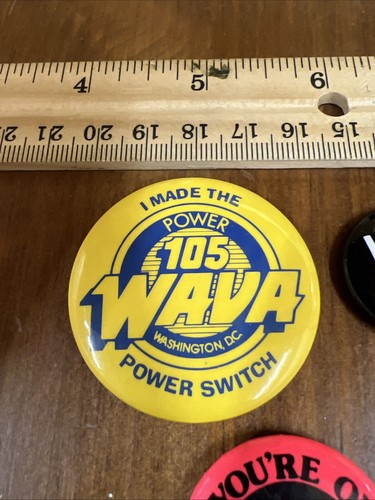 4 5 6
22 21 20 19 18 17 16 15
I MADE THE
POWER
105
WAVA
WASHINGTON, D.C.
POWER SWITCH
YOU'RE